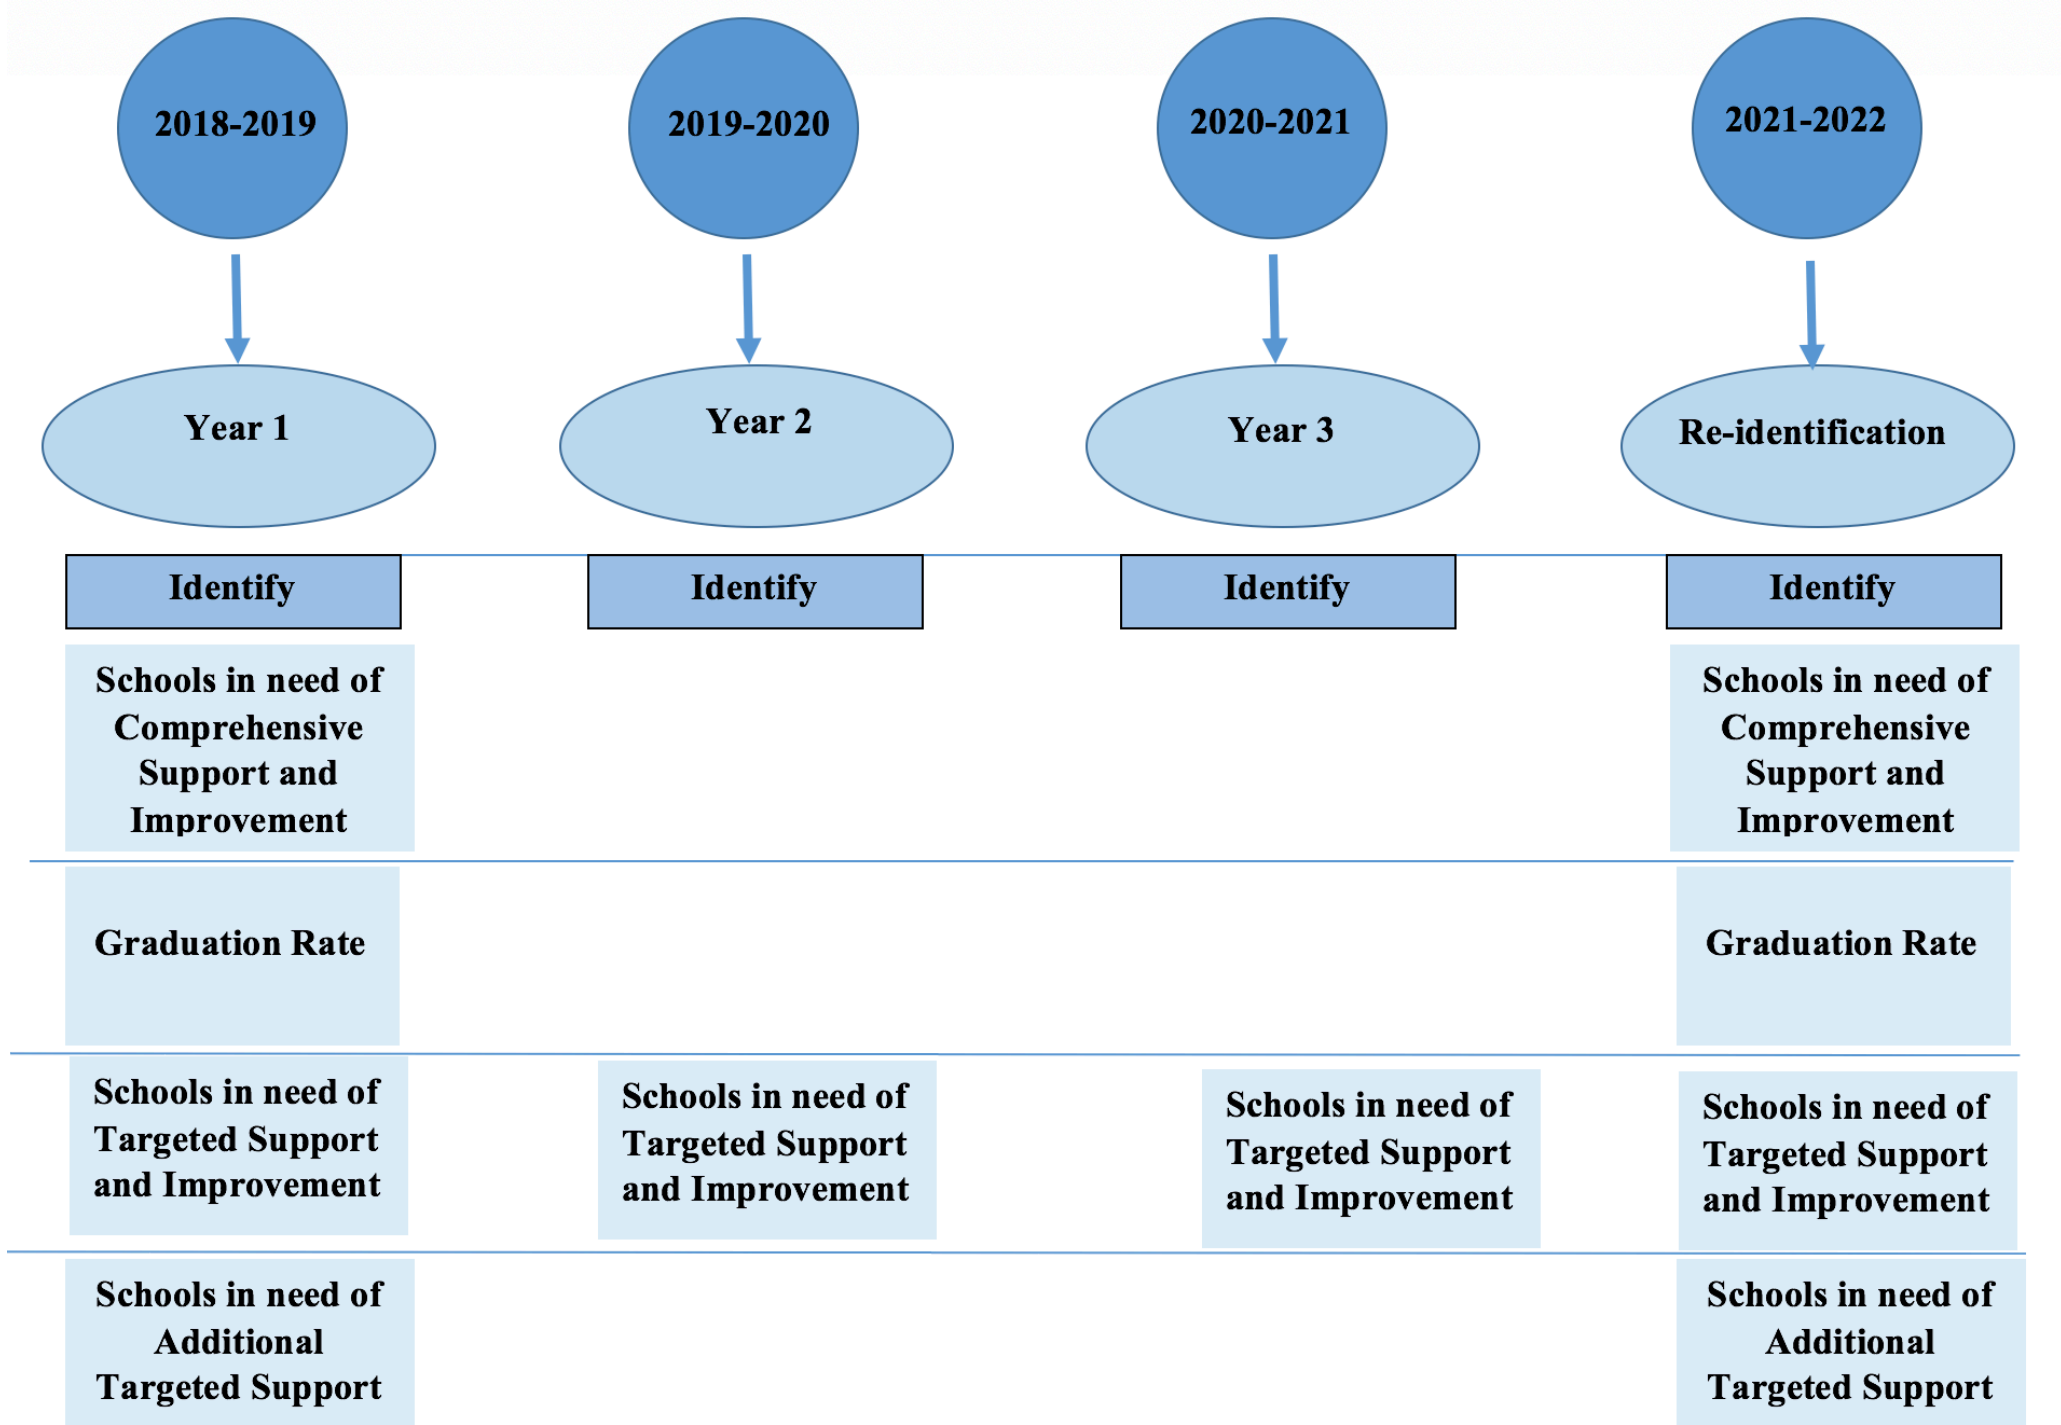 2018-2019
2019-2020
2020-2021
2021-2022
Year 1
Year 2
Year 3
Re-identification
Identify
Identify
Identify
Identify
Schools in need of
Comprehensive
Support and
Improvement
Schools in need of
Comprehensive
Support and
Improvement
Graduation Rate
Graduation Rate
Schools in need of
Targeted Support
and Improvement
Schools in need of
Targeted Support
and Improvement
Schools in need of
Targeted Support
and Improvement
Schools in need of
Targeted Support
and Improvement
Schools in need of
Additional
Targeted Support
Schools in need of
Additional
Targeted Support